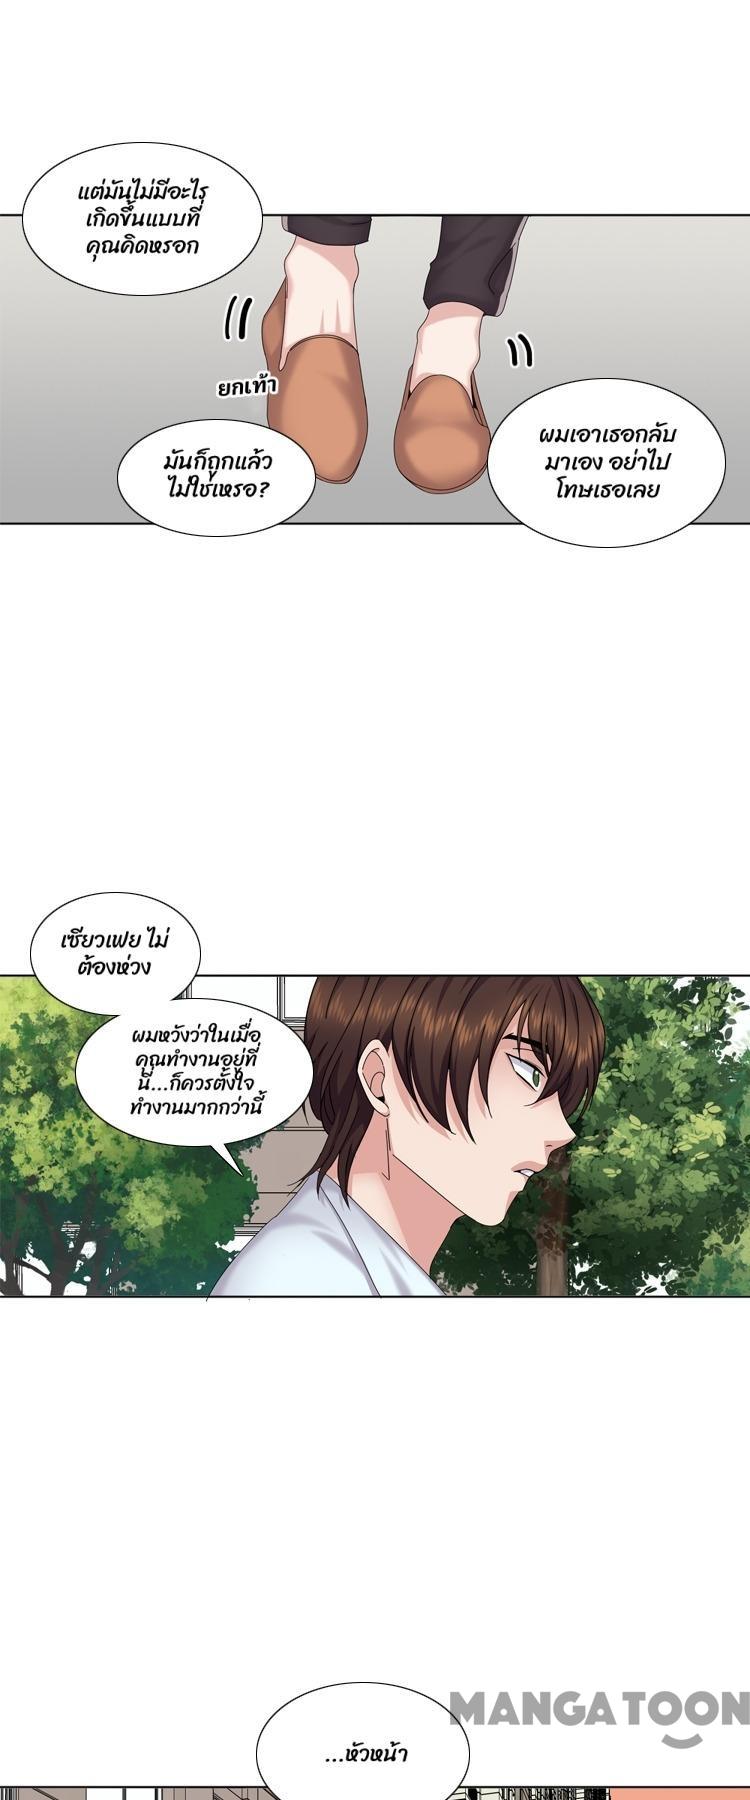 แต่มันไม่มีอะไร
เกิดขึ้นแบบที่
คุณคิดหรอก
ยกเท้า
มันก็ถูกแล้ว
ไม่ใช่เหรอ?
ผมเอาเธอกลับ
มาเอง อย่าไป
โทษเธอเลย
เซียวเฟย ไม่
ต้องห่วง
ผมหวังว่าในเมื่อ
คุณทำงานอยู่ที่
นี่...ก็ควรตั้งใจ
ทำงานมากกว่านี้
MANGATOON
...หัวหน้า